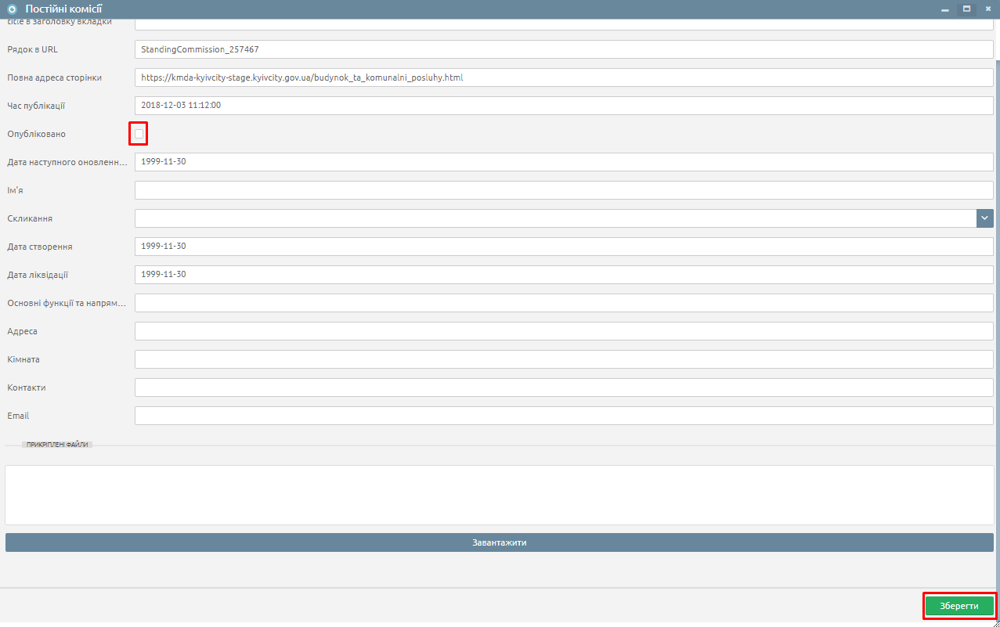 Постійні комісії
title в заголовку вкладки
Рядок в URL
StandingCommission_257467
Повна адреса сторінки
https://kmda-kyivcity-stage.kyivcity.gov.ua/budynok_ta_komunalni_posluhy.html
Час публікації
2018-12-03 11:12:00
Опубліковано
Дата наступного оновленн...
1999-11-30
Ім'я
Скликання
Дата створення
1999-11-30
Дата ліквідації
1999-11-30
Основні функції та напрям...
Адреса
Кімната
Контакти
Email
ПРИКРІПЛЕНІ ФАЙЛИ
Завантажити
Зберегти